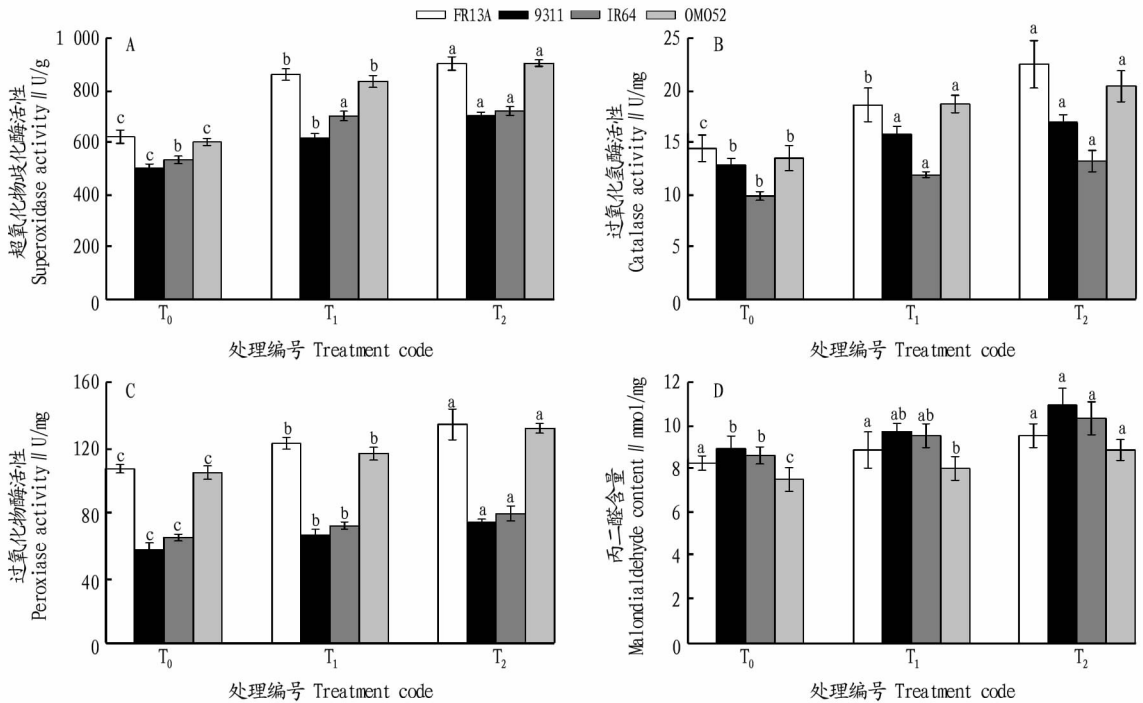 FR13A 9311 IR64 OMO52
A
超氧化物歧化酶活性
Superoxidase activity∥U/g
1 000
800
600
400
200
0
c c b c
b b a b
a a a a
T0 T1 T2
处理编号 Treatment code
B
过氧化氢酶活性
Catalase activity∥U/mg
25
20
15
10
5
0
c b b b
b a a a
a a a a
T0 T1 T2
处理编号 Treatment code
C
过氧化物酶活性
Peroxiase activity∥U/mg
160
120
80
40
0
c c c c
b b b b
a a a a
T0 T1 T2
处理编号 Treatment code
D
丙二醛含量
Malondialdehyde content∥mmol/mg
12
10
8
6
4
2
0
a b b c
a ab ab b
a a a a
T0 T1 T2
处理编号 Treatment code